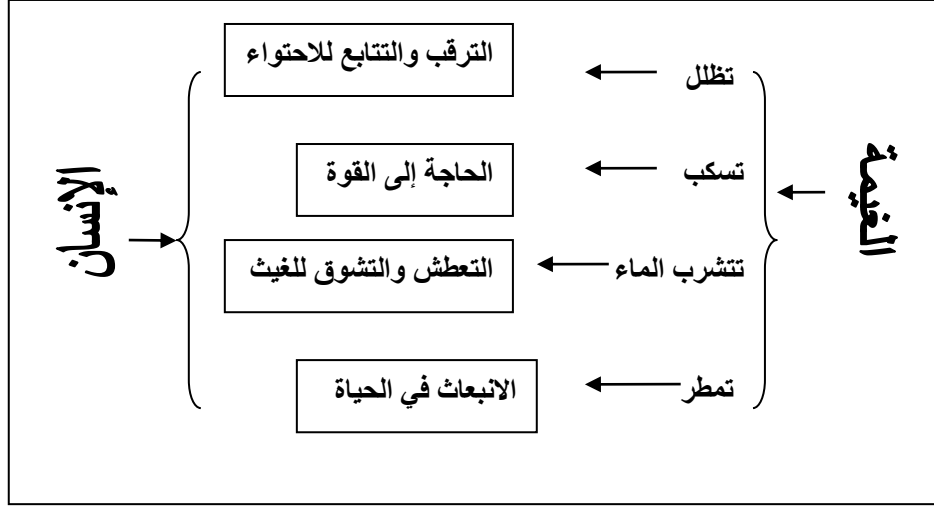 الغيمة
تظلل
الترقب والتتابع للاحتواء
تسكب
الحاجة إلى القوة
تتشرب الماء
التعطش والتشوق للغيث
تمطر
الانبعاث في الحياة
الإنسان